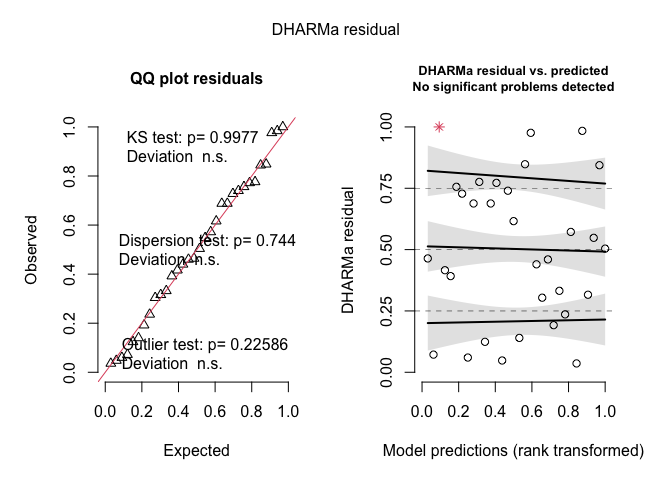 DHARMa residual
QQ plot residuals
KS test: p= 0.9977
Deviation  n.s.
Dispersion test: p= 0.744
Deviation  n.s.
Outlier test: p= 0.22586
Deviation  n.s.
Observed
0.0
0.2
0.4
0.6
0.8
1.0
0.0
0.2
0.4
0.6
0.8
1.0
Expected
DHARMa residual vs. predicted
No significant problems detected
DHARMa residual
0.00
0.25
0.50
0.75
1.00
0.0
0.2
0.4
0.6
0.8
1.0
Model predictions (rank transformed)